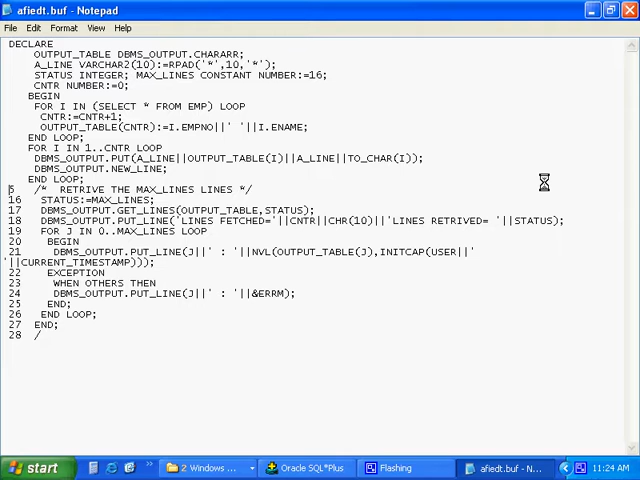 afiedt.buf - Notepad
File Edit Format View Help
DECLARE
OUTPUT_TABLE DBMS_OUTPUT.CHARARR;
A_LINE VARCHAR2(10):=RPAD('*',10,'*');
STATUS INTEGER; MAX_LINES CONSTANT NUMBER:=16;
CNTR NUMBER:=0;
BEGIN
FOR I IN (SELECT * FROM EMP) LOOP
CNTR:=CNTR+1;
OUTPUT_TABLE(CNTR):=I.EMPNO||' '||I.ENAME;
END LOOP;
FOR I IN 1..CNTR LOOP
DBMS_OUTPUT.PUT(A_LINE||OUTPUT_TABLE(I)||A_LINE||TO_CHAR(I));
DBMS_OUTPUT.NEW_LINE;
END LOOP;
5 /* RETRIVE THE MAX_LINES LINES */
16 STATUS:=MAX_LINES;
17 DBMS_OUTPUT.GET_LINES(OUTPUT_TABLE,STATUS);
18 DBMS_OUTPUT.PUT_LINE('LINES FETCHED='||CNTR||CHR(10)||'LINES RETRIVED= '||STATUS);
19 FOR J IN 0..MAX_LINES LOOP
20 BEGIN
21 DBMS_OUTPUT.PUT_LINE(J||' : '||NVL(OUTPUT_TABLE(J),INITCAP(USER||'
'||CURRENT_TIMESTAMP)));
22 EXCEPTION
23 WHEN OTHERS THEN
24 DBMS_OUTPUT.PUT_LINE(J||' : '||&ERRM);
25 END;
26 END LOOP;
27 END;
28 /
start
2 Windows ...
Oracle SQL*Plus
Flashing
afiedt.buf - N...
11:24 AM